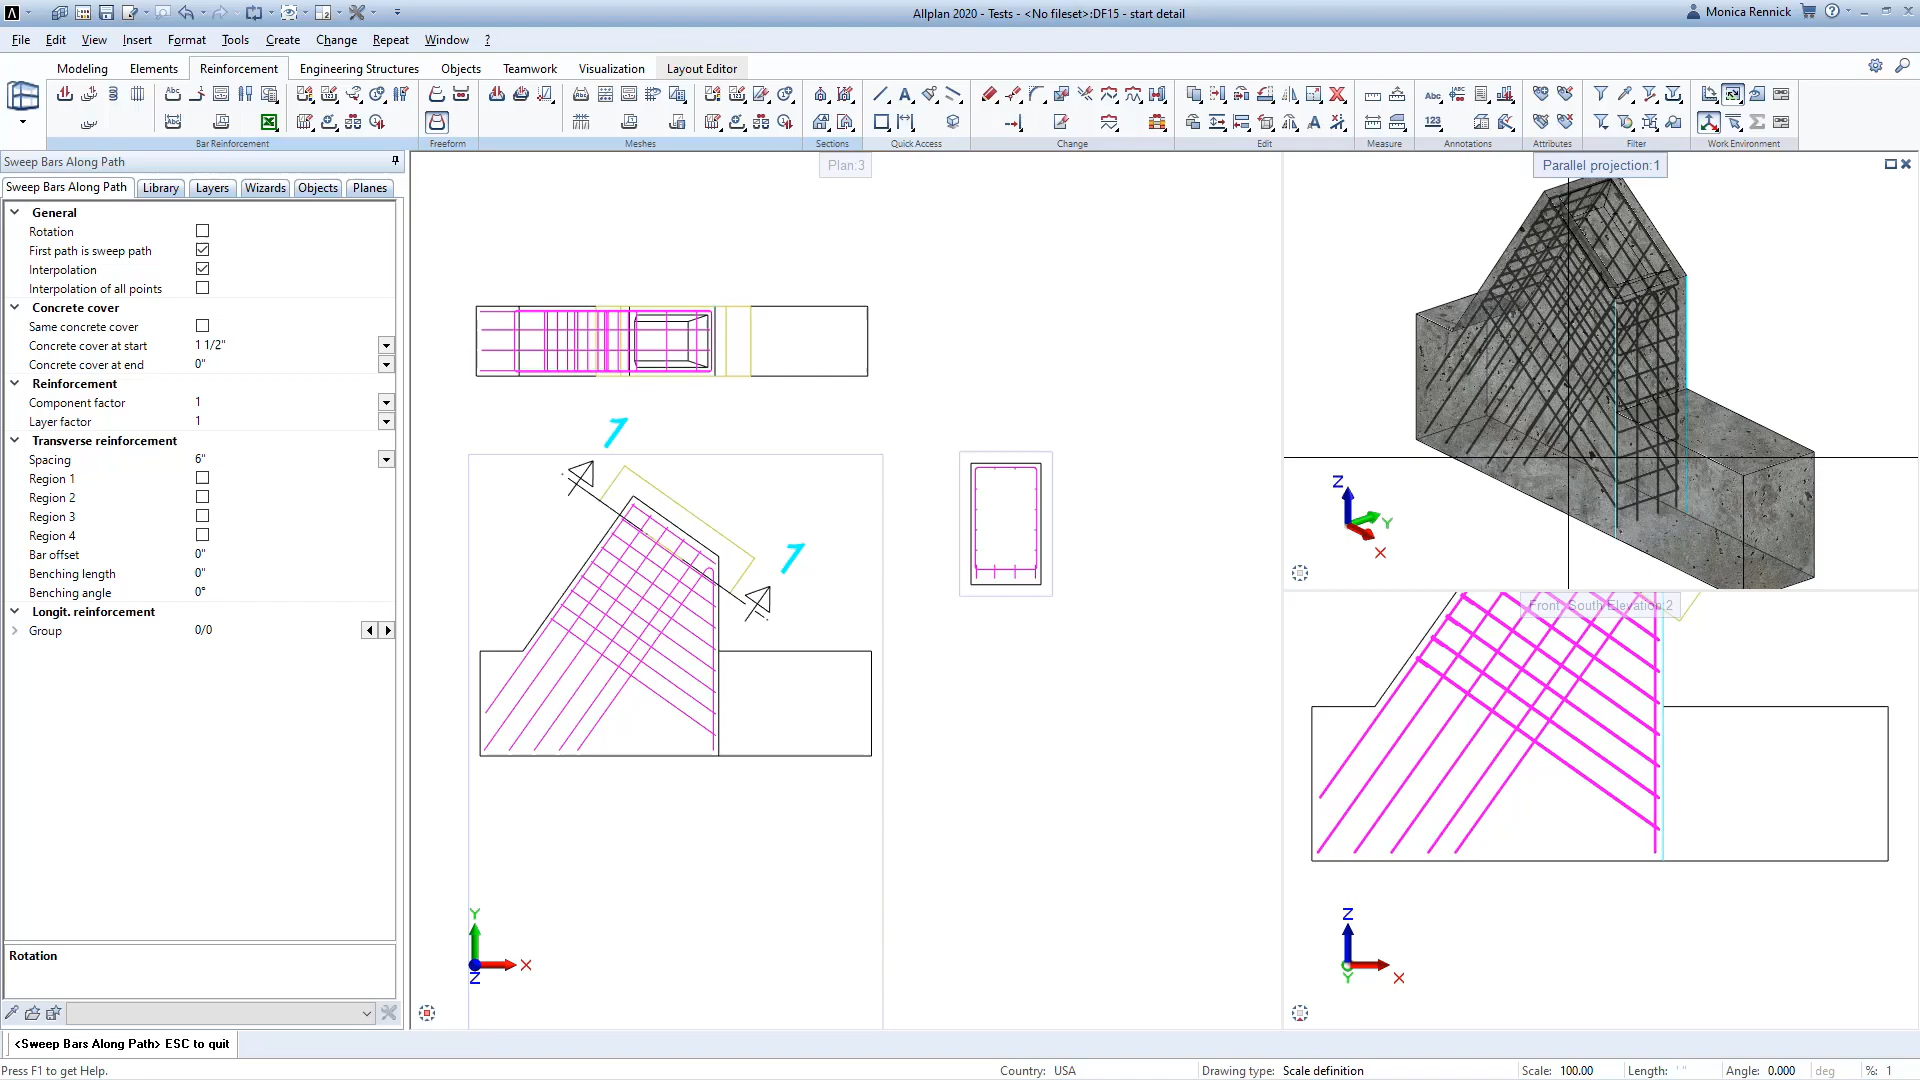 Allplan 2020 - Tests - <No fileset>:DF15 - start detail
Monica Rennick
File Edit View Insert Format Tools Create Change Repeat Window ?
Modeling Elements Reinforcement Engineering Structures Objects Teamwork Visualization Layout Editor
Bar Reinforcement Freeform Meshes Sections Quick Access Change Edit Measure Annotations Attributes Filter Work Environment
Sweep Bars Along Path
Sweep Bars Along Path Library Layers Wizards Objects Planes
General
Rotation
First path is sweep path
Interpolation
Interpolation of all points
Concrete cover
Same concrete cover
Concrete cover at start 1 1/2"
Concrete cover at end 0"
Reinforcement
Component factor 1
Layer factor 1
Transverse reinforcement
Spacing 6"
Region 1
Region 2
Region 3
Region 4
Bar offset 0"
Benching length 0"
Benching angle 0°
Longit. reinforcement
Group 0/0
Rotation
Plan:3
1
1
Y
X
Z
Parallel projection:1
Z
Y
X
Front, South Elevation:2
Z
Y
X
<Sweep Bars Along Path> ESC to quit
Press F1 to get Help.
Country: USA
Drawing type: Scale definition
Scale: 100.00
Length: ' "
Angle: 0.000 deg
%: 1